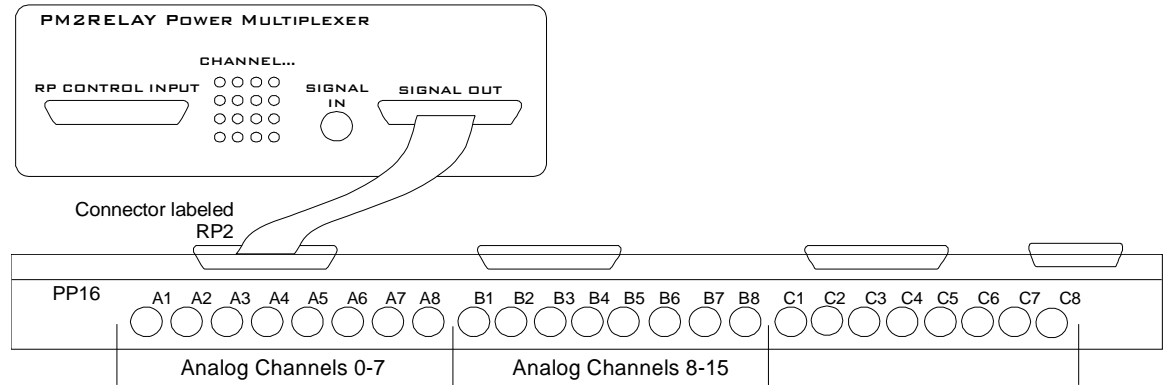 PM2RELAY POWER MULTIPLEXER
CHANNEL...
RP CONTROL INPUT
SIGNAL
IN
SIGNAL OUT
Connector labeled
RP2
PP16
A1 A2 A3 A4 A5 A6 A7 A8 B1 B2 B3 B4 B5 B6 B7 B8 C1 C2 C3 C4 C5 C6 C7 C8
Analog Channels 0-7
Analog Channels 8-15